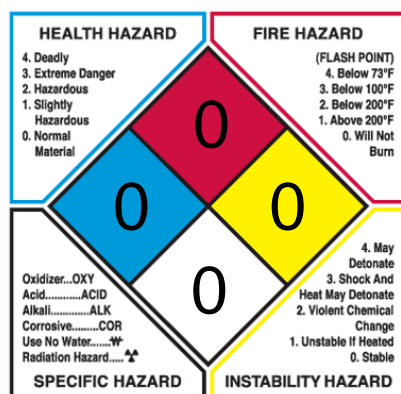 HEALTH HAZARD
4. Deadly
3. Extreme Danger
2. Hazardous
1. Slightly
Hazardous
0. Normal
Material
FIRE HAZARD
(FLASH POINT)
4. Below 73°F
3. Below 100°F
2. Below 200°F
1. Above 200°F
0. Will Not
Burn
0
0
0
0
Oxidizer...OXY
Acid............ACID
Alkali.............ALK
Corrosive.........COR
Use No Water.......W
Radiation Hazard.....
SPECIFIC HAZARD
4. May
Detonate
3. Shock And
Heat May Detonate
2. Violent Chemical
Change
1. Unstable If Heated
0. Stable
INSTABILITY HAZARD